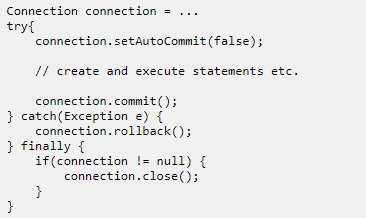 Connection connection = ...
try{
    connection.setAutoCommit(false);

    // create and execute statements etc.

    connection.commit();
} catch(Exception e) {
    connection.rollback();
} finally {
    if(connection != null) {
        connection.close();
    }
}